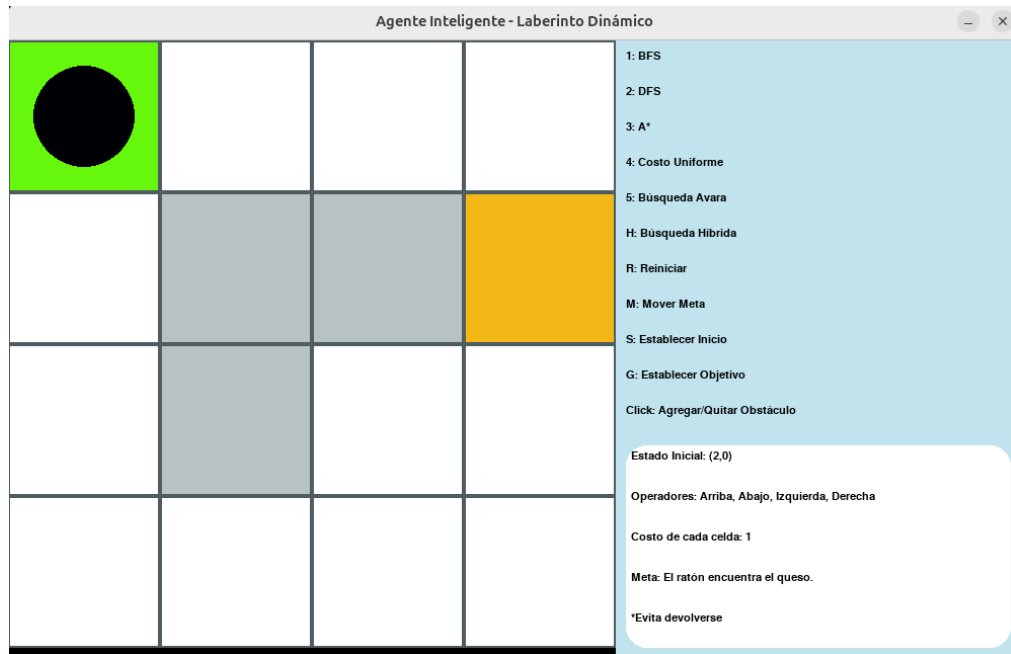 Agente Inteligente - Laberinto Dinámico
1: BFS
2: DFS
3: A*
4: Costo Uniforme
5: Búsqueda Avara
H: Búsqueda Híbrida
R: Reiniciar
M: Mover Meta
S: Establecer Inicio
G: Establecer Objetivo
Click: Agregar/Quitar Obstáculo
Estado Inicial: (2,0)
Operadores: Arriba, Abajo, Izquierda, Derecha
Costo de cada celda: 1
Meta: El ratón encuentra el queso.
*Evita devolverse